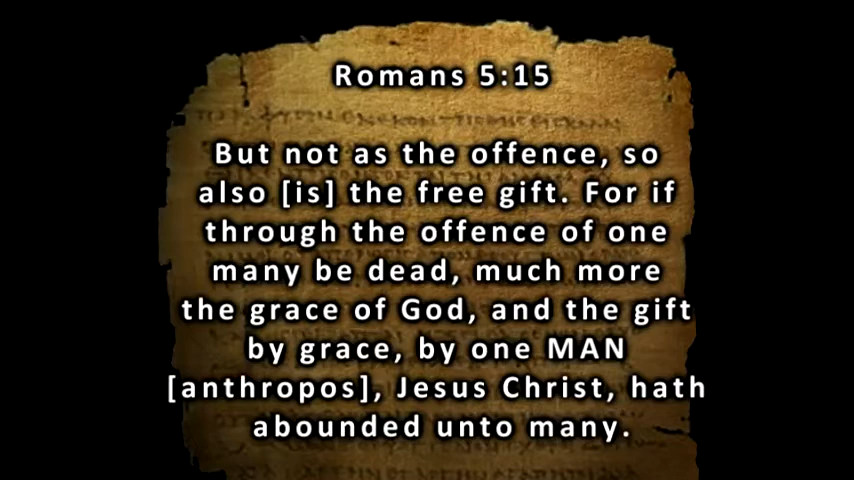 Romans 5:15
But not as the offence, so
also [is] the free gift. For if
through the offence of one
many be dead, much more
the grace of God, and the gift
by grace, by one MAN
[anthropos], Jesus Christ, hath
abounded unto many.